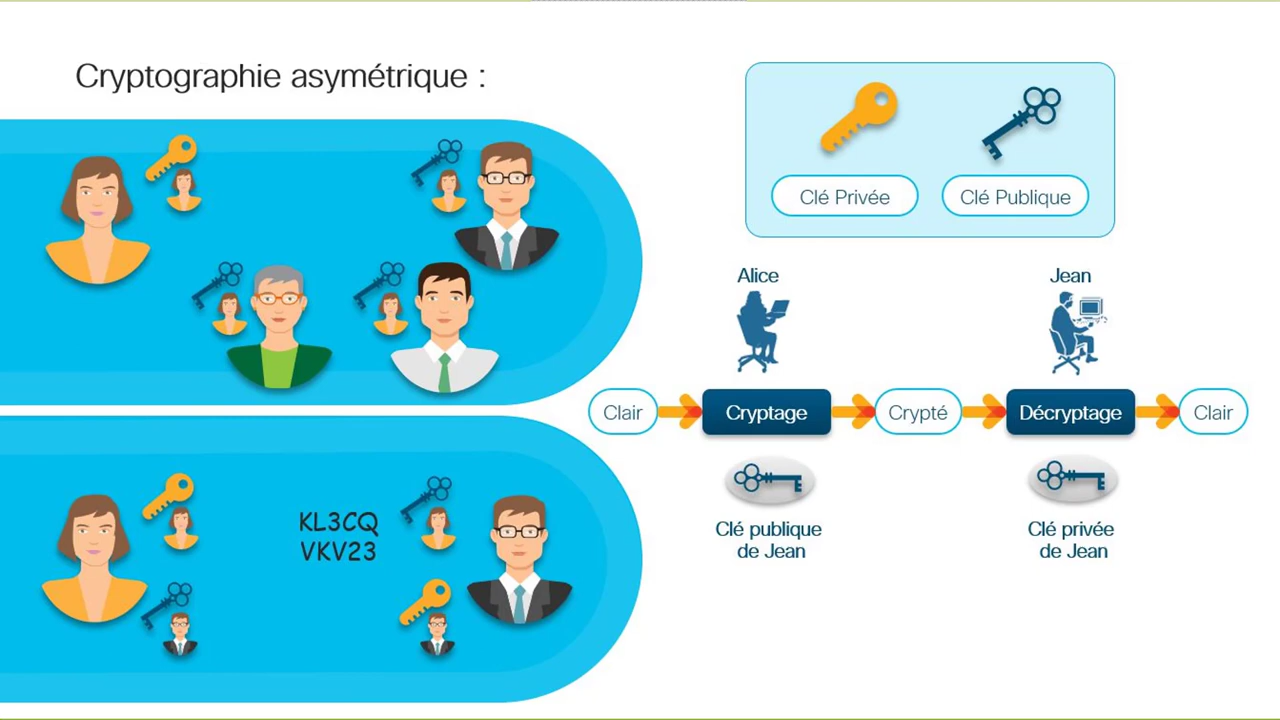 Cryptographie asymétrique :
Clé Privée
Clé Publique
Alice
Jean
Clair
Cryptage
Crypté
Décryptage
Clair
KL3CQ
VKV23
Clé publique
de Jean
Clé privée
de Jean